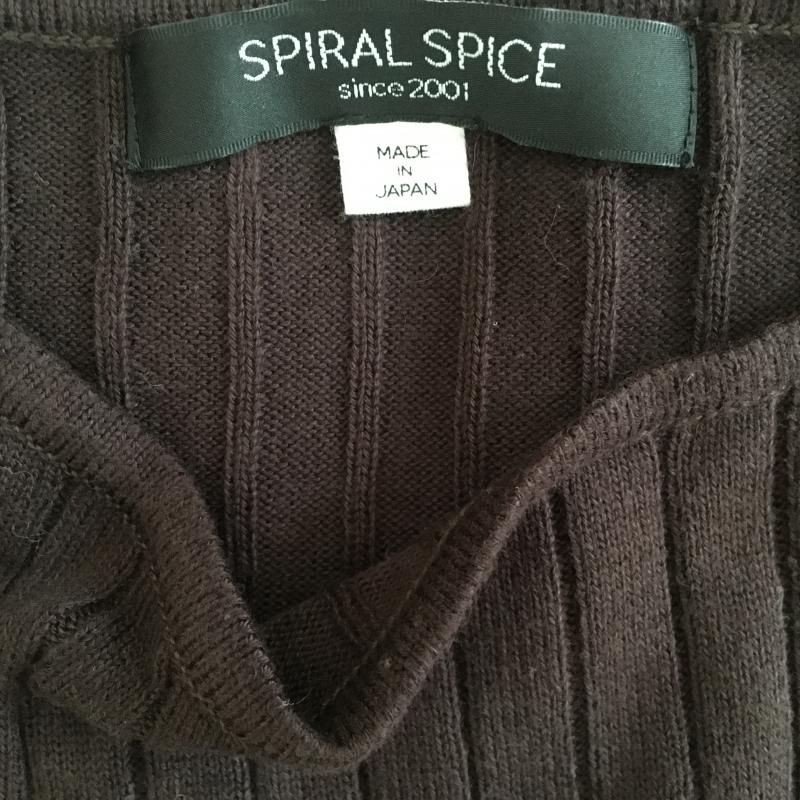 SPIRAL SPICE
since 2001
MADE
IN
JAPAN